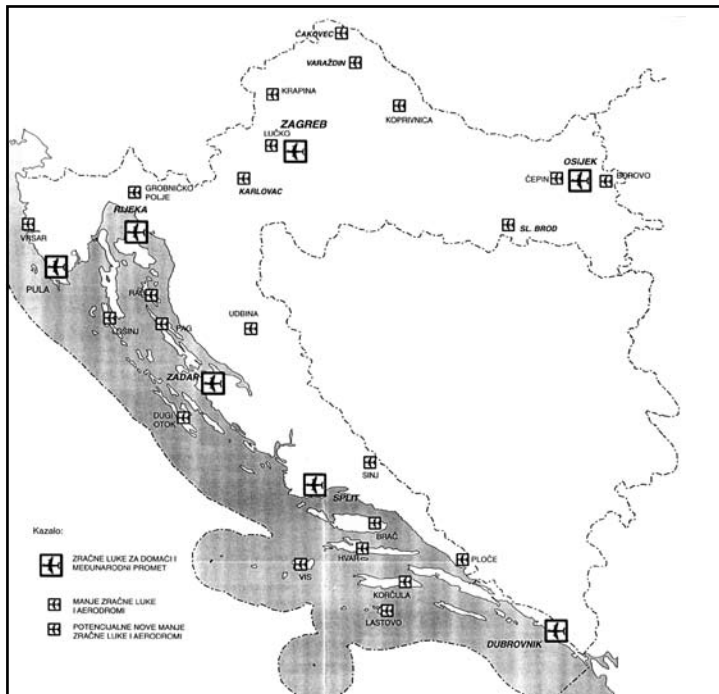 ČAKOVEC
VARAŽDIN
KRAPINA
KOPRIVNICA
ZAGREB
LUČKO
OSIJEK
ČEPIN
BOROVO
KARLOVAC
GROBNIČKO
POLJE
RIJEKA
SL. BROD
VRSAR
PULA
RAB
LOŠINJ
PAG
UDBINA
ZADAR
DUGI
OTOK
SINJ
SPLIT
BRAČ
HVAR
VIS
PLOČE
KORČULA
LASTOVO
DUBROVNIK
Kazalo:
ZRAČNE LUKE ZA DOMAĆI I
MEĐUNARODNI PROMET
MANJE ZRAČNE LUKE
I AERODROMI
POTENCIJALNE NOVE MANJE
ZRAČNE LUKE I AERODROMI